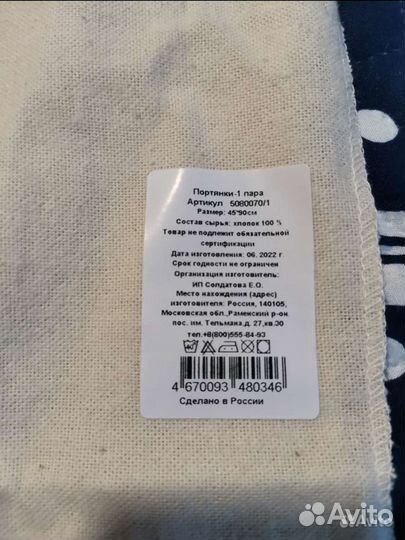 Портянки-1 пара
Артикул 5080070/1
Размер: 45*90см
Состав сырья: хлопок 100 %
Товар не подлежит обязательной
сертификации
Дата изготовления: 06. 2022 г
Срок годности не ограничен
Организация изготовитель:
ИП Солдатова Е.О.
Место нахождения (адрес)
изготовителя: Россия, 140105,
Московская обл.,Раменский р-он.
пос. им. Тельмана,д. 27,кв.30
тел.+8(800)555-84-93
4 670093 480346
Сделано в России
Avito